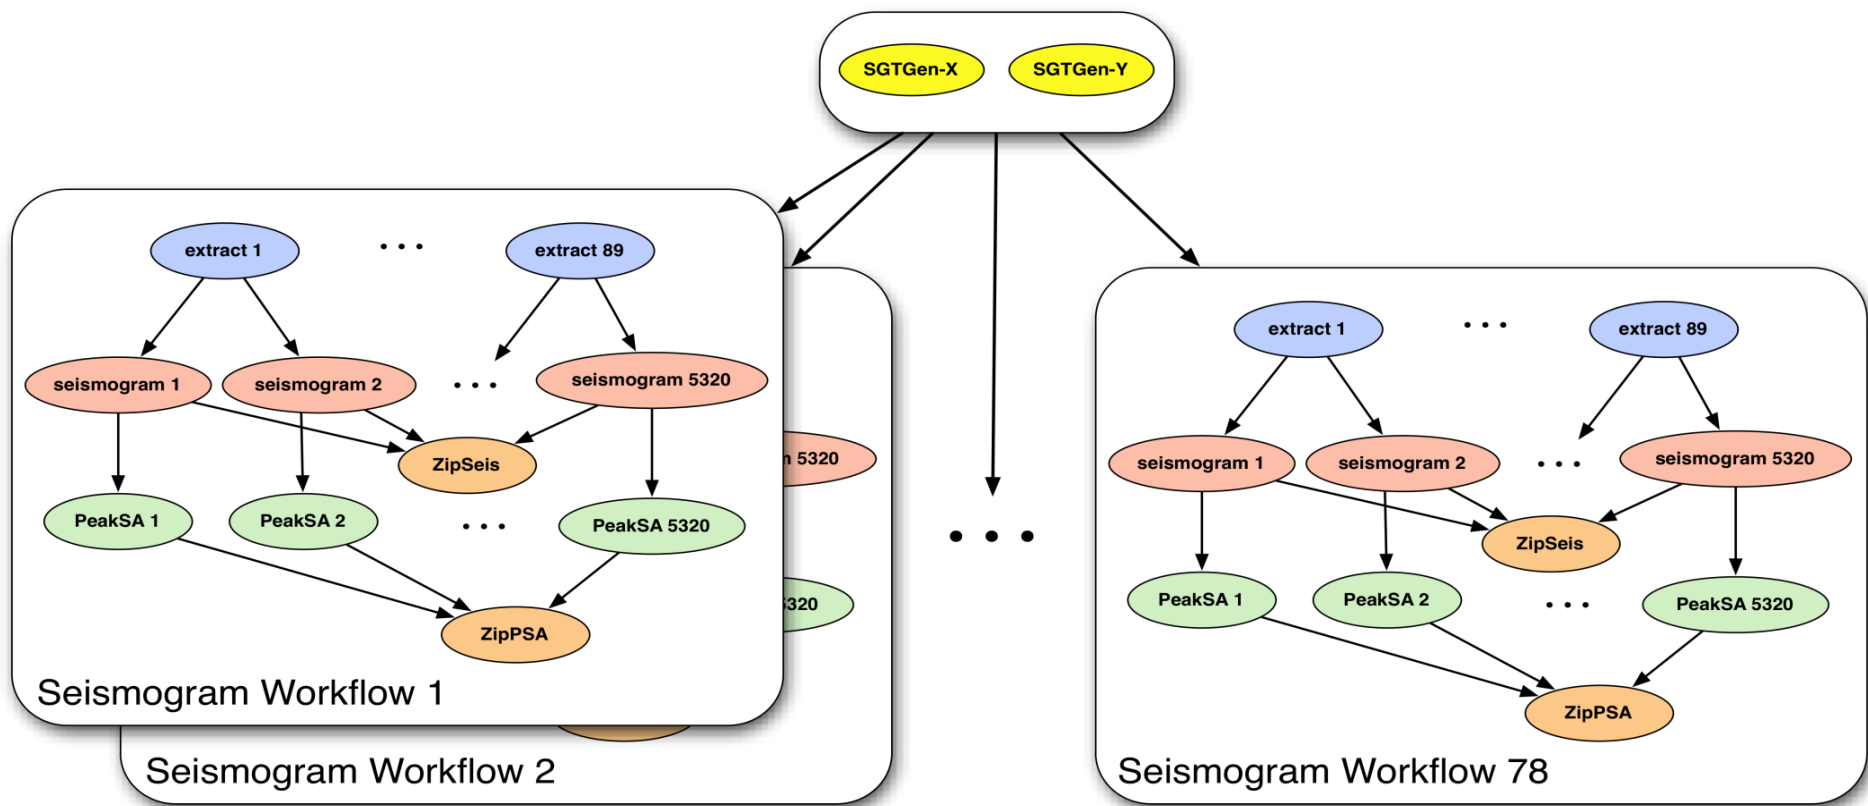 SGTGen-X SGTGen-Y
extract 1 ... extract 89
seismogram 1 seismogram 2 ... seismogram 5320
ZipSeis
PeakSA 1 PeakSA 2 ... PeakSA 5320
ZipPSA
Seismogram Workflow 1
5320
5320
Seismogram Workflow 2
...
extract 1 ... extract 89
seismogram 1 seismogram 2 ... seismogram 5320
ZipSeis
PeakSA 1 PeakSA 2 ... PeakSA 5320
ZipPSA
Seismogram Workflow 78